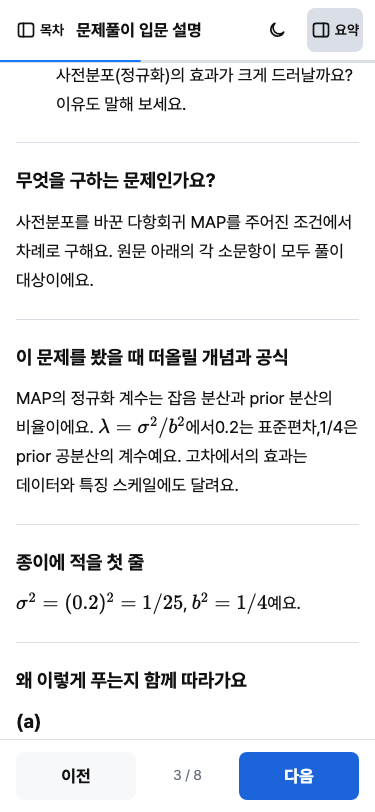 목차 문제풀이 입문 설명 요약
사전분포(정규화)의 효과가 크게 드러날까요?
이유도 말해 보세요.
무엇을 구하는 문제인가요?
사전분포를 바꾼 다항회귀 MAP를 주어진 조건에서
차례로 구해요. 원문 아래의 각 소문항이 모두 풀이
대상이에요.
이 문제를 봤을 때 떠올릴 개념과 공식
MAP의 정규화 계수는 잡음 분산과 prior 분산의
비율이에요. λ = σ²/b²에서0.2는 표준편차,1/4은
prior 공분산의 계수예요. 고차에서의 효과는
데이터와 특징 스케일에도 달려요.
종이에 적을 첫 줄
σ² = (0.2)² = 1/25, b² = 1/4예요.
왜 이렇게 푸는지 함께 따라가요
(a)
이전 3 / 8 다음